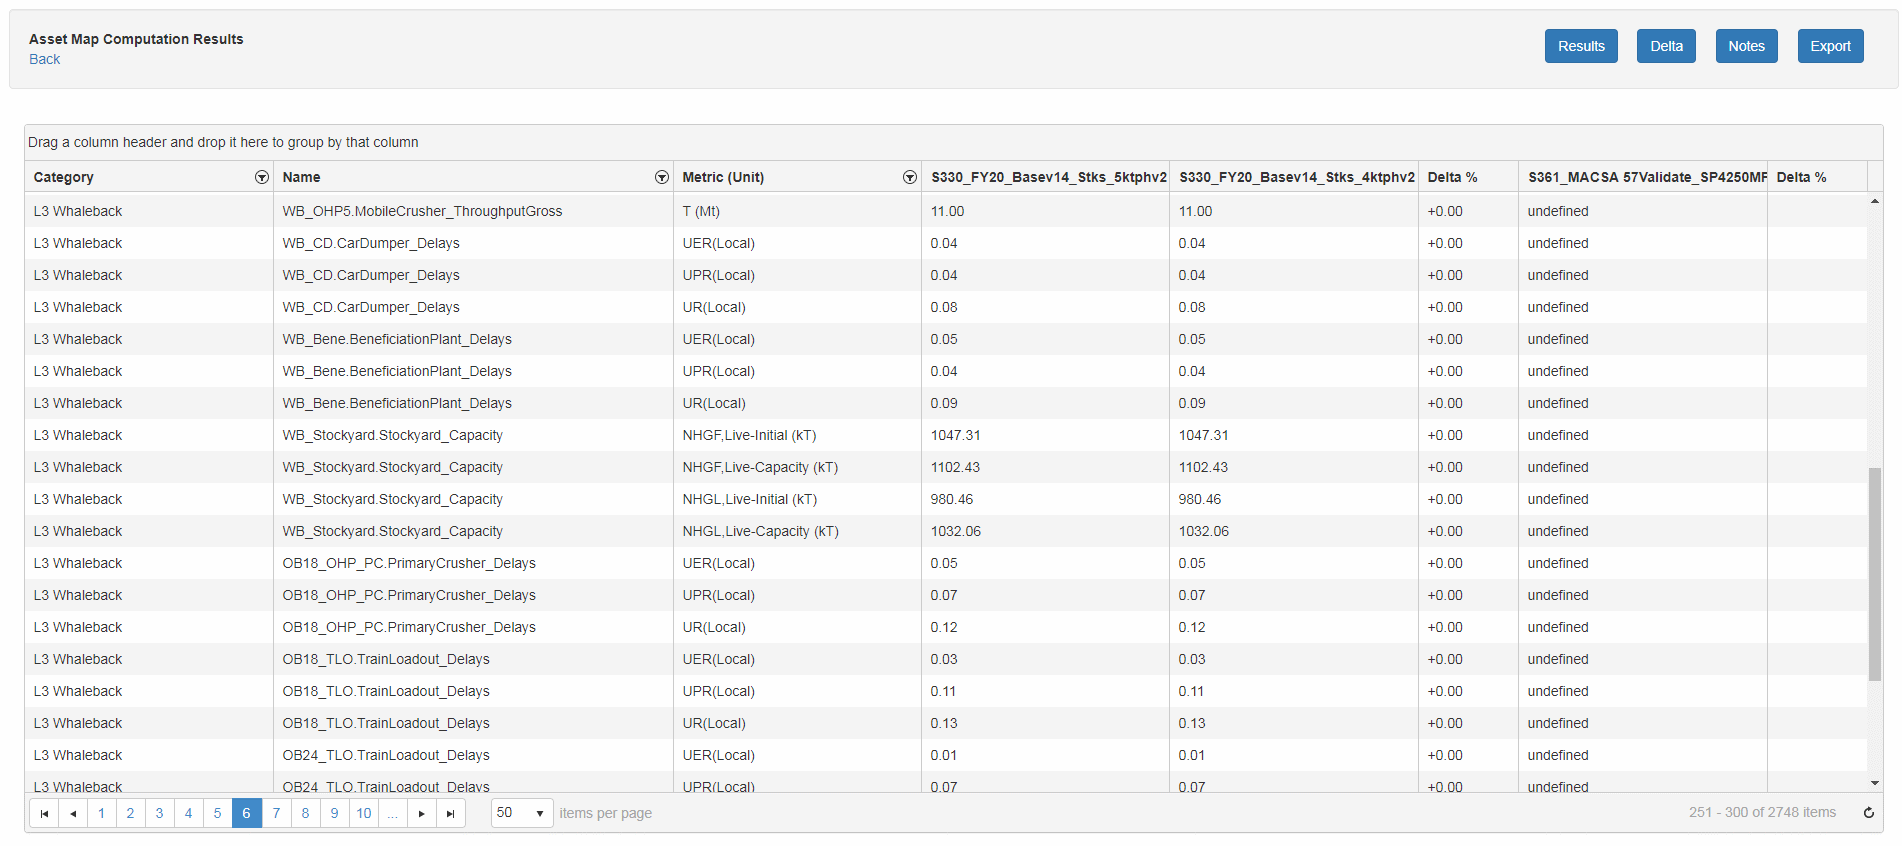 Asset Map Computation Results
Back
Results Delta Notes Export
Drag a column header and drop it here to group by that column
Category Name Metric (Unit) S330_FY20_Basev14_Stks_5ktphv2 S330_FY20_Basev14_Stks_4ktphv2 Delta % S361_MACSA 57Validate_SP4250MF Delta %
L3 Whaleback WB_OHP5.MobileCrusher_ThroughputGross T (Mt) 11.00 11.00 +0.00 undefined
L3 Whaleback WB_CD.CarDumper_Delays UER(Local) 0.04 0.04 +0.00 undefined
L3 Whaleback WB_CD.CarDumper_Delays UPR(Local) 0.04 0.04 +0.00 undefined
L3 Whaleback WB_CD.CarDumper_Delays UR(Local) 0.08 0.08 +0.00 undefined
L3 Whaleback WB_Bene.BeneficiationPlant_Delays UER(Local) 0.05 0.05 +0.00 undefined
L3 Whaleback WB_Bene.BeneficiationPlant_Delays UPR(Local) 0.04 0.04 +0.00 undefined
L3 Whaleback WB_Bene.BeneficiationPlant_Delays UR(Local) 0.09 0.09 +0.00 undefined
L3 Whaleback WB_Stockyard.Stockyard_Capacity NHGF,Live-Initial (kT) 1047.31 1047.31 +0.00 undefined
L3 Whaleback WB_Stockyard.Stockyard_Capacity NHGF,Live-Capacity (kT) 1102.43 1102.43 +0.00 undefined
L3 Whaleback WB_Stockyard.Stockyard_Capacity NHGL,Live-Initial (kT) 980.46 980.46 +0.00 undefined
L3 Whaleback WB_Stockyard.Stockyard_Capacity NHGL,Live-Capacity (kT) 1032.06 1032.06 +0.00 undefined
L3 Whaleback OB18_OHP_PC.PrimaryCrusher_Delays UER(Local) 0.05 0.05 +0.00 undefined
L3 Whaleback OB18_OHP_PC.PrimaryCrusher_Delays UPR(Local) 0.07 0.07 +0.00 undefined
L3 Whaleback OB18_OHP_PC.PrimaryCrusher_Delays UR(Local) 0.12 0.12 +0.00 undefined
L3 Whaleback OB18_TLO.TrainLoadout_Delays UER(Local) 0.03 0.03 +0.00 undefined
L3 Whaleback OB18_TLO.TrainLoadout_Delays UPR(Local) 0.11 0.11 +0.00 undefined
L3 Whaleback OB18_TLO.TrainLoadout_Delays UR(Local) 0.13 0.13 +0.00 undefined
L3 Whaleback OB24_TLO.TrainLoadout_Delays UER(Local) 0.01 0.01 +0.00 undefined
L3 Whaleback OB24_TLO.TrainLoadout_Delays UPR(Local) 0.07 0.07 +0.00 undefined
1 2 3 4 5 6 7 8 9 10 ... 50 items per page 251 - 300 of 2748 items